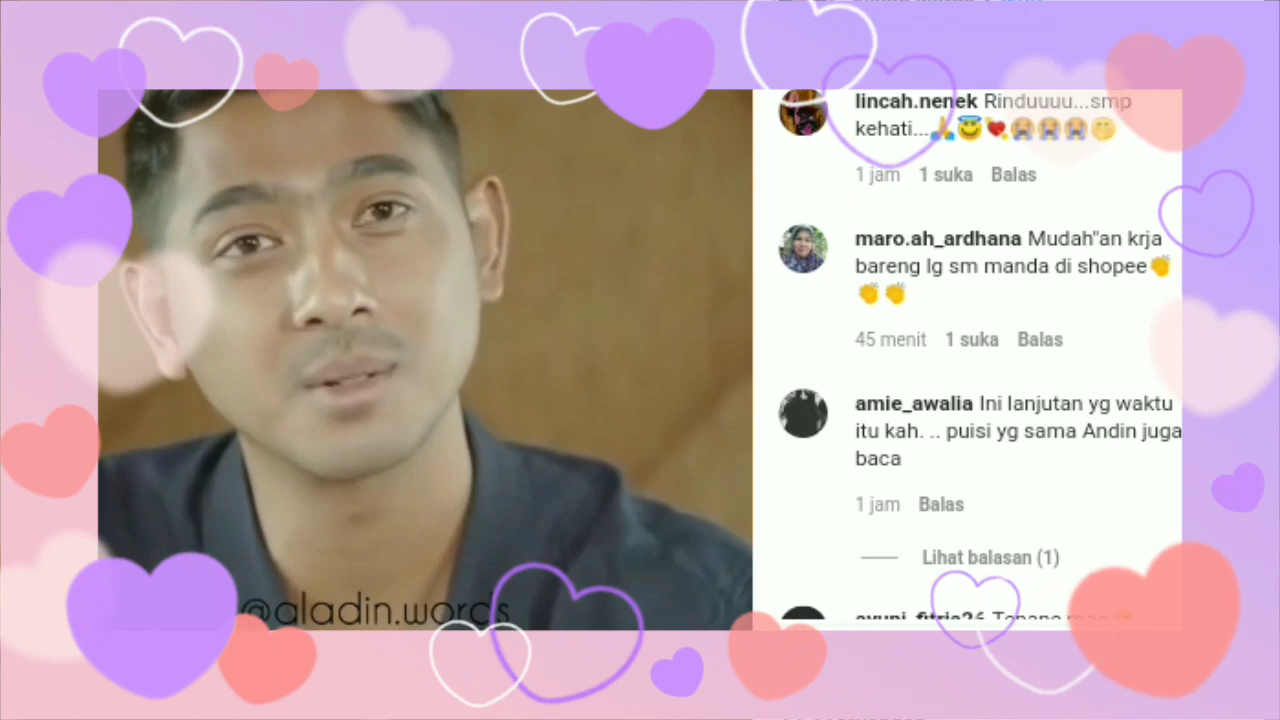 lincah.nenek Rinduuuu...smp
kehati...🙏😇💘😭😭😭🤭
1 jam 1 suka Balas
maro.ah_ardhana Mudah"an krja
bareng lg sm manda di shopee👏
👏👏
45 menit 1 suka Balas
amie_awalia Ini lanjutan yg waktu
itu kah. .. puisi yg sama Andin juga
baca
1 jam Balas
Lihat balasan (1)
@aladin.words